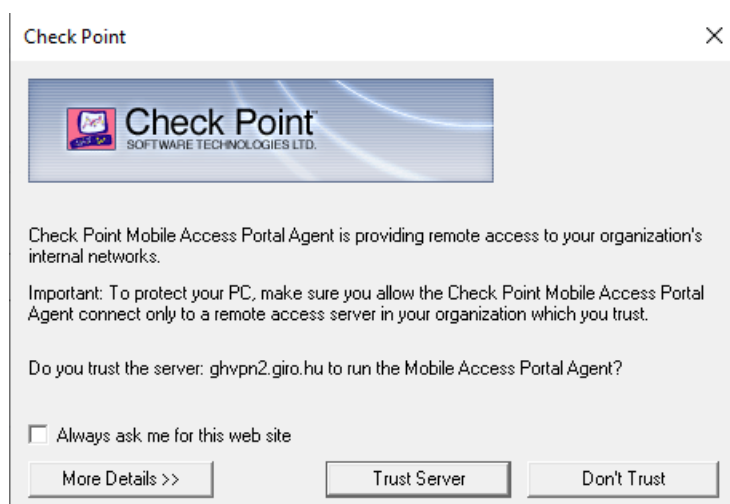 Check Point
Check Point
SOFTWARE TECHNOLOGIES LTD.
Check Point Mobile Access Portal Agent is providing remote access to your organization's
internal networks.
Important: To protect your PC, make sure you allow the Check Point Mobile Access Portal
Agent connect only to a remote access server in your organization which you trust.
Do you trust the server: ghvpn2.giro.hu to run the Mobile Access Portal Agent?
Always ask me for this web site
More Details >>
Trust Server
Don't Trust